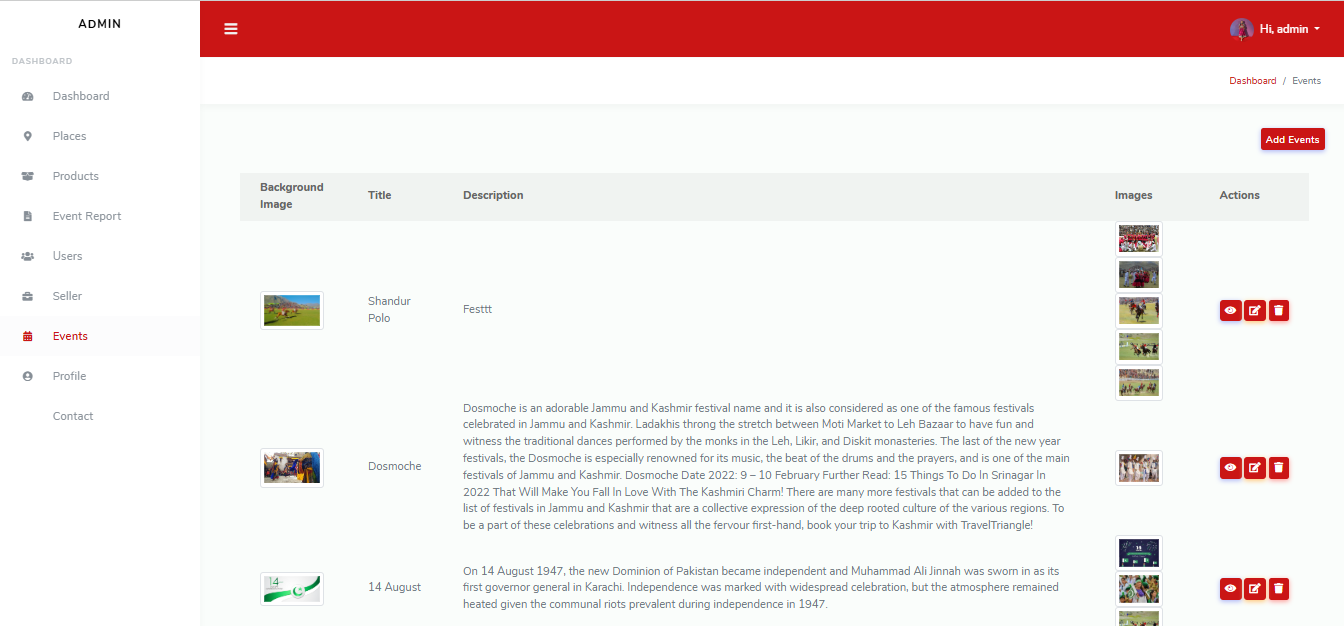 ADMIN
Hi, admin
DASHBOARD
Dashboard / Events
Dashboard
Places
Products
Event Report
Users
Seller
Events
Profile
Contact
Add Events
Background
Image
Title
Description
Images
Actions
Shandur
Polo
Festtt
Dosmoche
Dosmoche is an adorable Jammu and Kashmir festival name and it is also considered as one of the famous festivals
celebrated in Jammu and Kashmir. Ladakhis throng the stretch between Moti Market to Leh Bazaar to have fun and
witness the traditional dances performed by the monks in the Leh, Likir, and Diskit monasteries. The last of the new year
festivals, the Dosmoche is especially renowned for its music, the beat of the drums and the prayers, and is one of the main
festivals of Jammu and Kashmir. Dosmoche Date 2022: 9 – 10 February Further Read: 15 Things To Do In Srinagar In
2022 That Will Make You Fall In Love With The Kashmiri Charm! There are many more festivals that can be added to the
list of festivals in Jammu and Kashmir that are a collective expression of the deep rooted culture of the various regions. To
be a part of these celebrations and witness all the fervour first-hand, book your trip to Kashmir with TravelTriangle!
14
14 August
On 14 August 1947, the new Dominion of Pakistan became independent and Muhammad Ali Jinnah was sworn in as its
first governor general in Karachi. Independence was marked with widespread celebration, but the atmosphere remained
heated given the communal riots prevalent during independence in 1947.